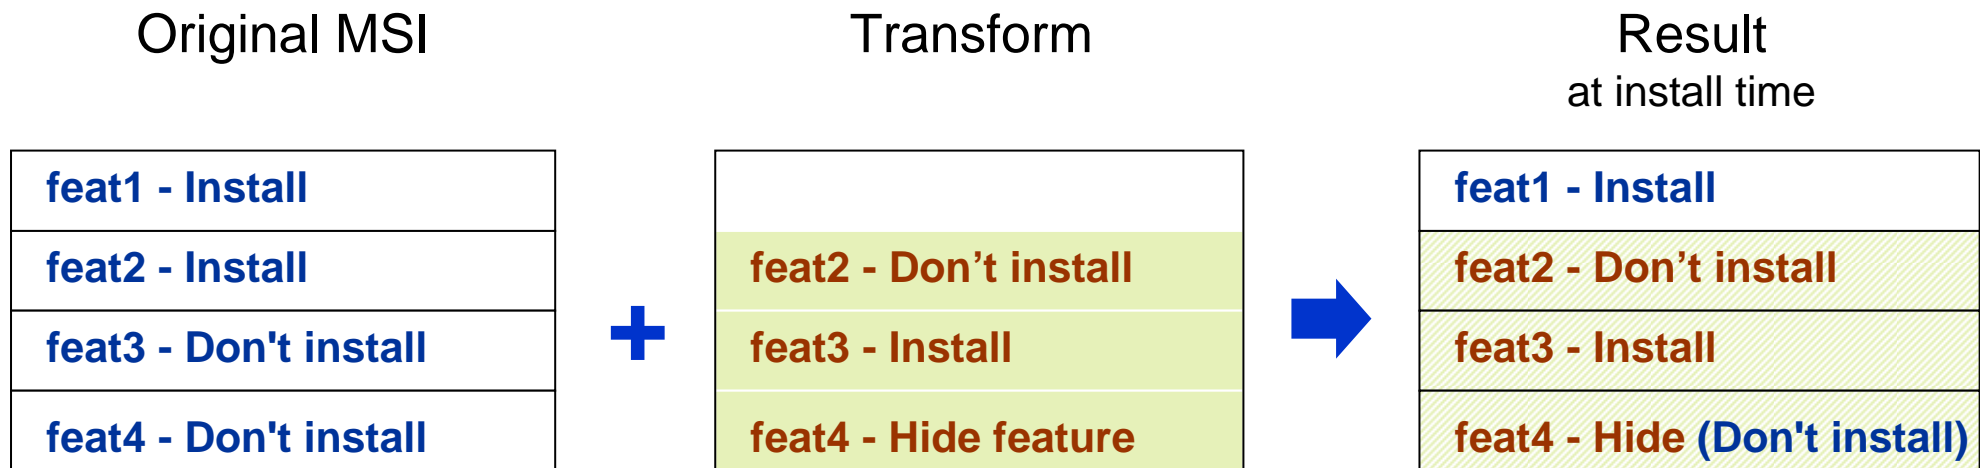 Original MSI
Transform
Result
at install time
feat1 - Install
feat2 - Install
feat3 - Don't install
feat4 - Don't install
feat2 - Don’t install
feat3 - Install
feat4 - Hide feature
feat1 - Install
feat2 - Don’t install
feat3 - Install
feat4 - Hide (Don't install)